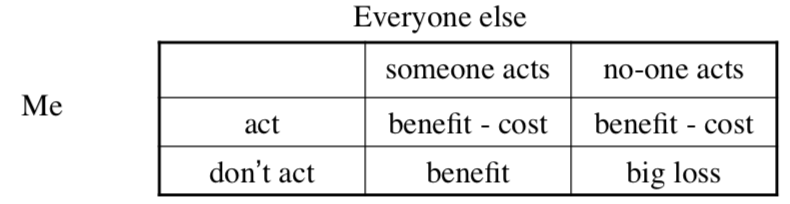 Everyone else
someone acts no-one acts
Me
act benefit - cost benefit - cost
don't act benefit big loss